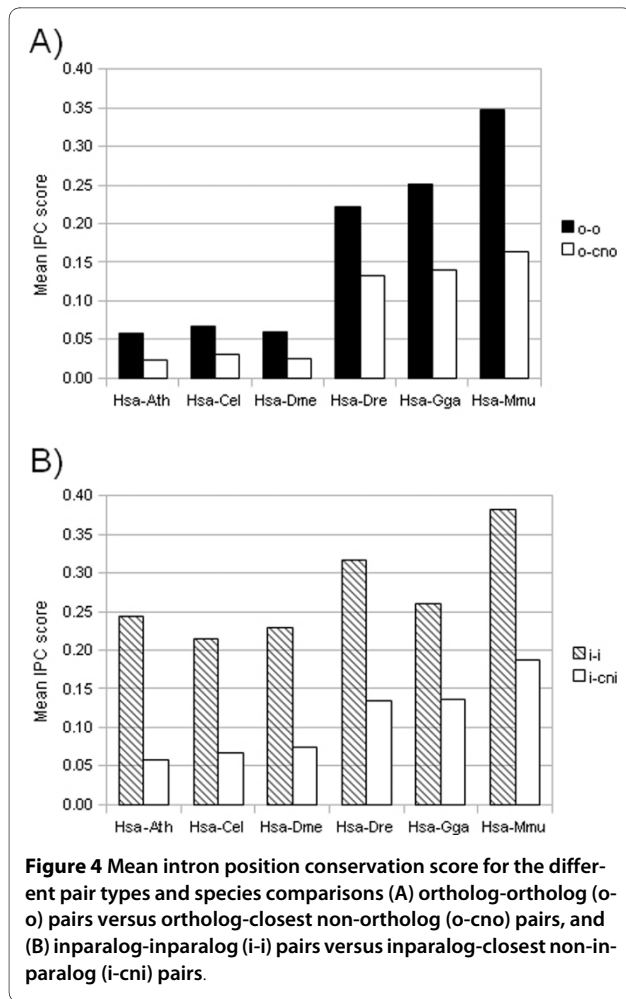 A)
0.40
0.35
0.30
0.25
0.20
0.15
0.10
0.05
0.00
Mean IPC score
Hsa-Ath Hsa-Cel Hsa-Dme Hsa-Dre Hsa-Gga Hsa-Mmu
o-o
o-cno
B)
0.40
0.35
0.30
0.25
0.20
0.15
0.10
0.05
0.00
Mean IPC score
Hsa-Ath Hsa-Cel Hsa-Dme Hsa-Dre Hsa-Gga Hsa-Mmu
i-i
i-cni
Figure 4 Mean intron position conservation score for the differ-
ent pair types and species comparisons (A) ortholog-ortholog (o-
o) pairs versus ortholog-closest non-ortholog (o-cno) pairs, and
(B) inparalog-inparalog (i-i) pairs versus inparalog-closest non-in-
paralog (i-cni) pairs.